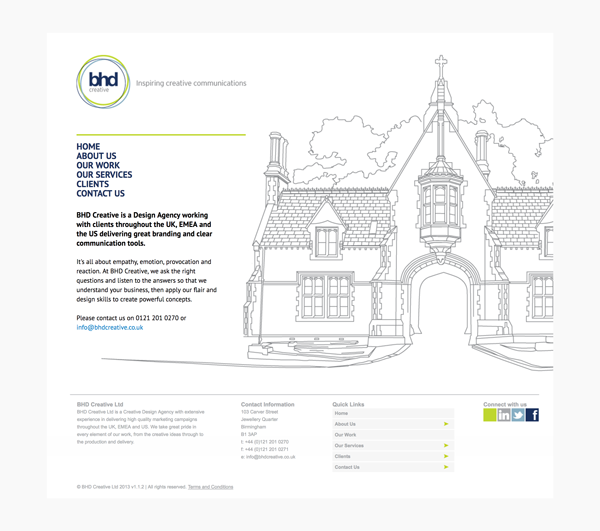 bhd
creative
Inspiring creative communications
HOME
ABOUT US
OUR WORK
OUR SERVICES
CLIENTS
CONTACT US
BHD Creative is a Design Agency working
with clients throughout the UK, EMEA and
the US delivering great branding and clear
communication tools.
It's all about empathy, emotion, provocation and
reaction. At BHD Creative, we ask the right
questions and listen to the answers so that we
understand your business, then apply our flair and
design skills to create powerful concepts.
Please contact us on 0121 201 0270 or
info@bhdcreative.co.uk
BHD Creative Ltd
BHD Creative Ltd is a Creative Design Agency with extensive
experience in delivering high quality marketing campaigns
throughout the UK, EMEA and US. We take great pride in
every element of our work, from the creative ideas through to
the production and delivery.
Contact Information
103 Carver Street
Jewellery Quarter
Birmingham
B1 3AP
t: +44 (0)121 201 0270
f: +44 (0)121 201 0271
e: info@bhdcreative.co.uk
Quick Links
Home
About Us
Our Work
Our Services
Clients
Contact Us
Connect with us
in
f
© BHD Creative Ltd 2013 v1.1.2 | All rights reserved. Terms and Conditions